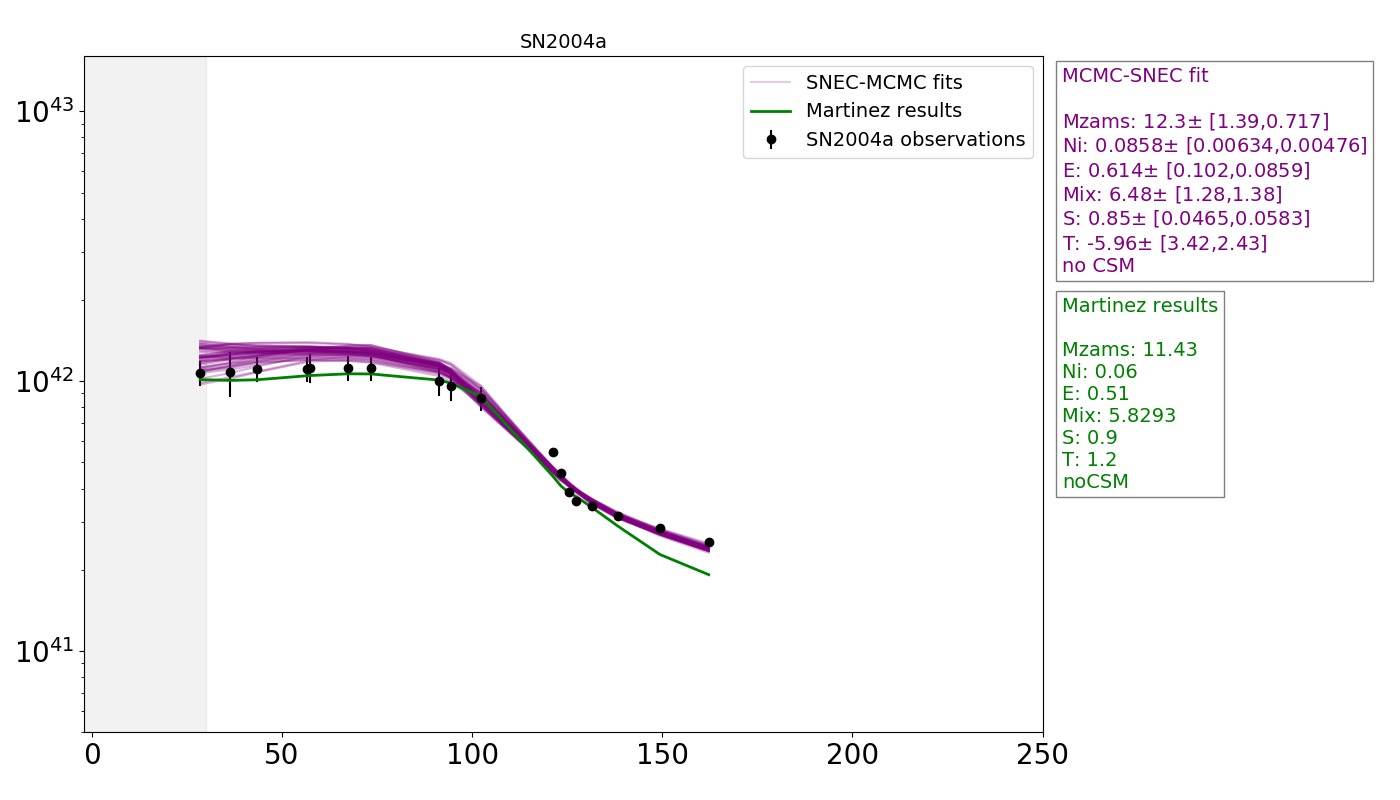 SN2004a
10^43
10^42
10^41
0 50 100 150 200 250
SNEC-MCMC fits
Martinez results
SN2004a observations
MCMC-SNEC fit
Mzams: 12.3± [1.39,0.717]
Ni: 0.0858± [0.00634,0.00476]
E: 0.614± [0.102,0.0859]
Mix: 6.48± [1.28,1.38]
S: 0.85± [0.0465,0.0583]
T: -5.96± [3.42,2.43]
no CSM
Martinez results
Mzams: 11.43
Ni: 0.06
E: 0.51
Mix: 5.8293
S: 0.9
T: 1.2
noCSM